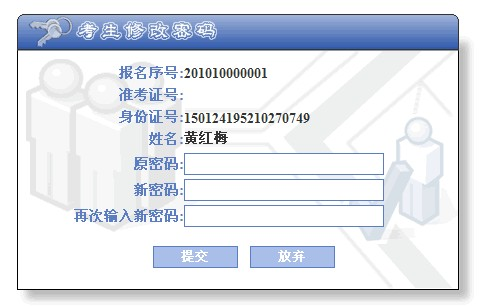 考生修改密码
报名序号:201010000001
准考证号:
身份证号:150124195210270749
姓名:黄红梅
原密码:
新密码:
再次输入新密码:
提交 放弃